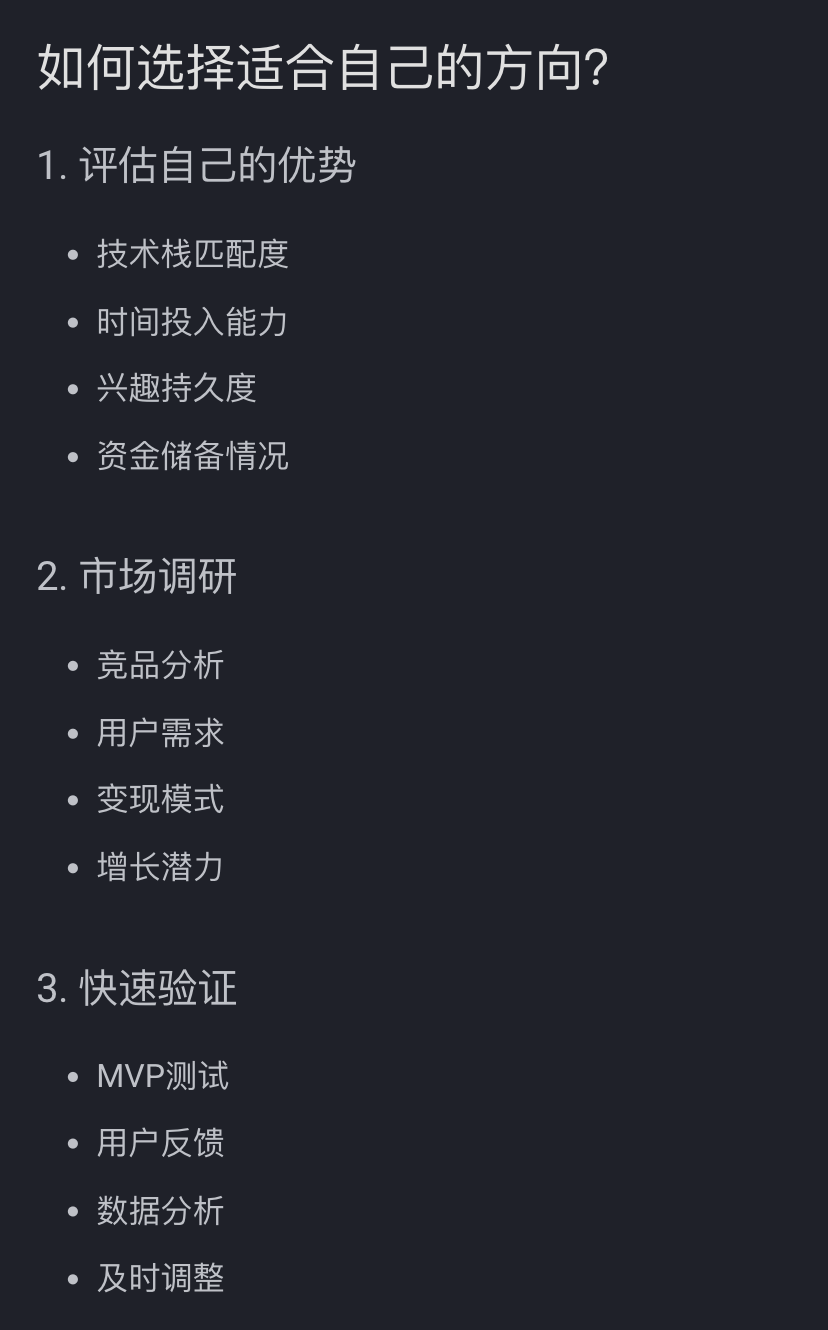 如何选择适合自己的方向?
1. 评估自己的优势
• 技术栈匹配度
• 时间投入能力
• 兴趣持久度
• 资金储备情况
2. 市场调研
• 竞品分析
• 用户需求
• 变现模式
• 增长潜力
3. 快速验证
• MVP测试
• 用户反馈
• 数据分析
• 及时调整